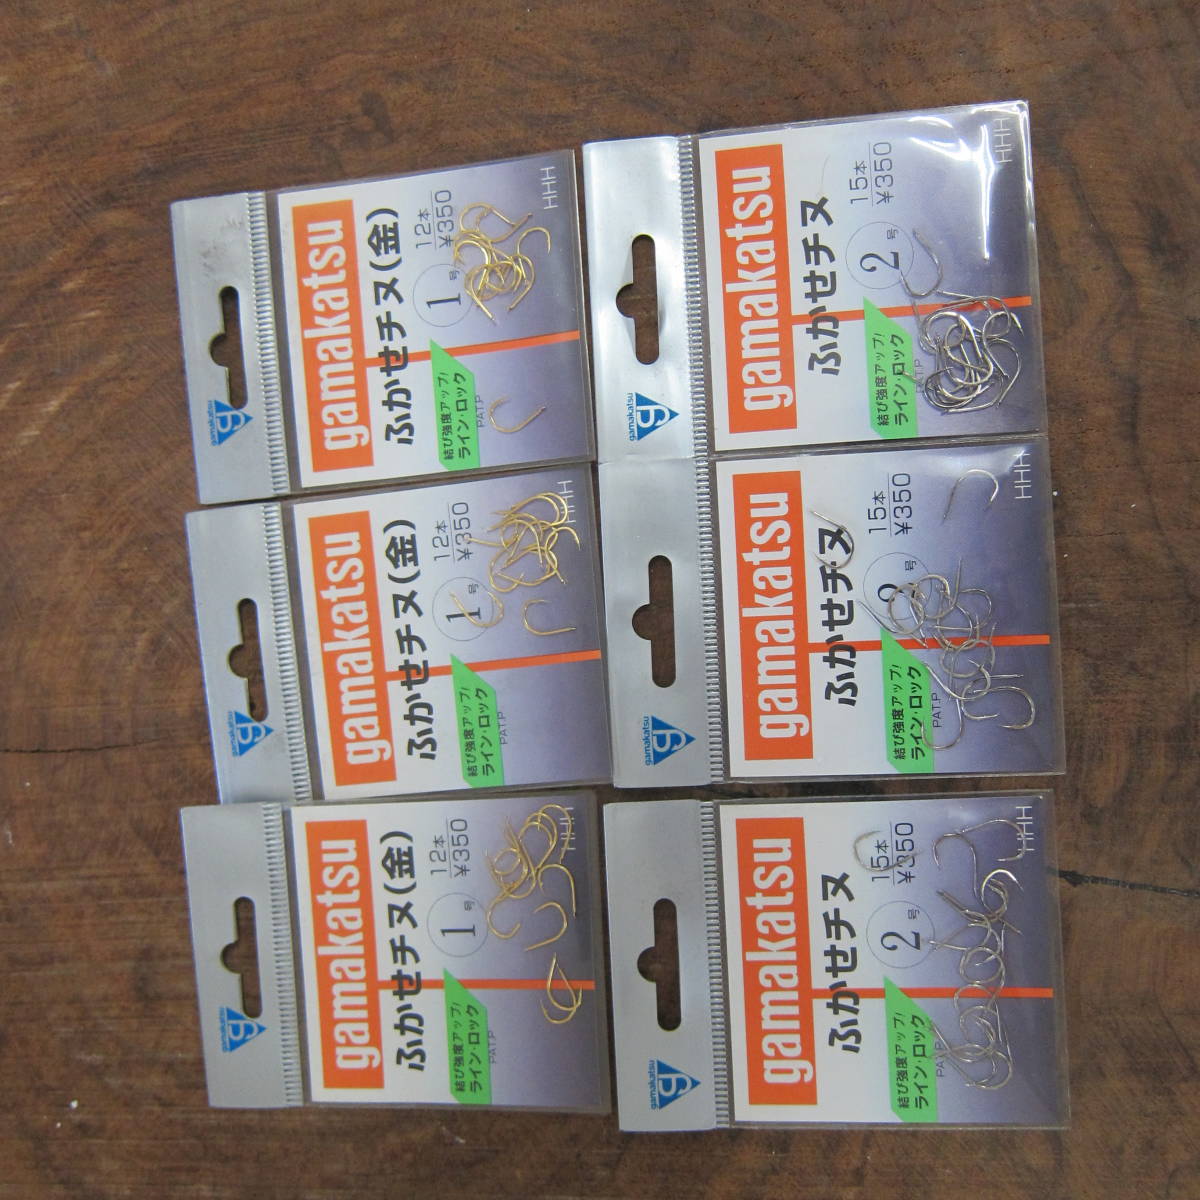 gamakatsu
gamakatsu
ふかせチヌ(金)
12本
¥350
1号
結び強度アップ!
ライン・ロック
PAT.P
HHH
gamakatsu
gamakatsu
ふかせチヌ
15本
¥350
2号
結び強度アップ!
ライン・ロック
HHH
gamakatsu
gamakatsu
ふかせチヌ(金)
12本
¥350
1号
結び強度アップ!
ライン・ロック
PAT.P
HHH
gamakatsu
gamakatsu
ふかせチヌ
15本
¥350
結び強度アップ!
ライン・ロック
PAT.P
HHH
gamakatsu
gamakatsu
ふかせチヌ(金)
12本
¥350
1号
結び強度アップ!
ライン・ロック
PAT.P
HHH
gamakatsu
gamakatsu
ふかせチヌ
15本
¥350
2号
結び強度アップ!
ライン・ロック
PAT.P
HHH